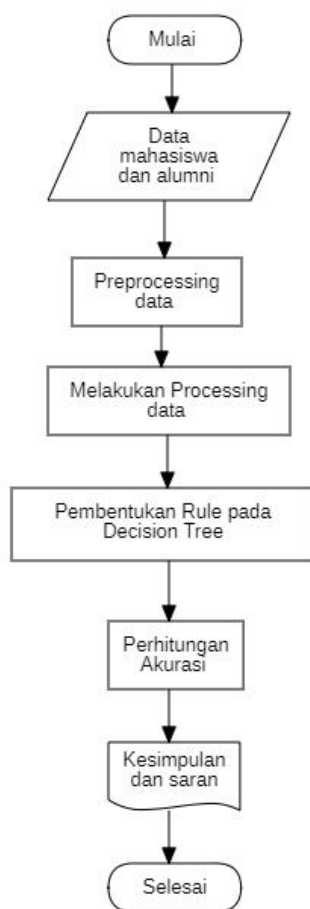 Mulai
Data
mahasiswa
dan alumni
Preprocessing
data
Melakukan Processing
data
Pembentukan Rule pada
Decision Tree
Perhitungan
Akurasi
Kesimpulan
dan saran
Selesai